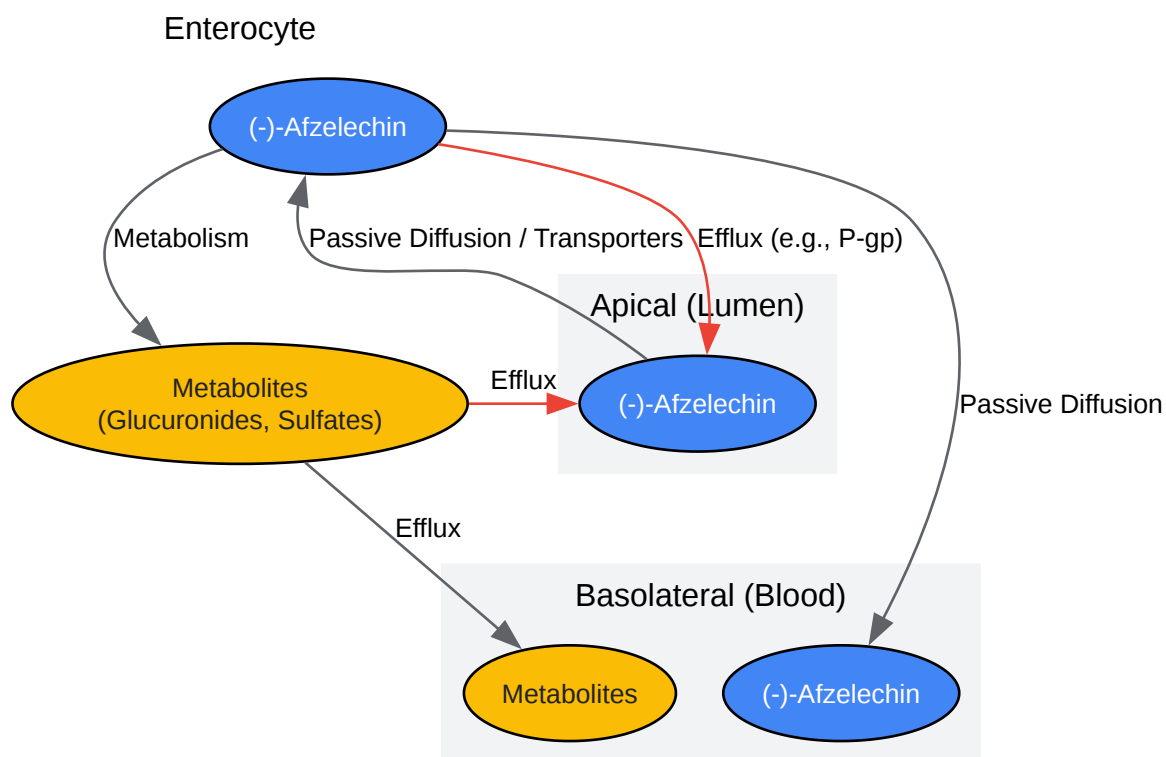 Enterocyte
(-)-Afzelechin
Metabolism
Passive Diffusion / Transporters
Efflux (e.g., P-gp)
Apical (Lumen)
Metabolites
(Glucuronides, Sulfates)
Efflux
(-)-Afzelechin
Passive Diffusion
Efflux
Basolateral (Blood)
Metabolites
(-)-Afzelechin